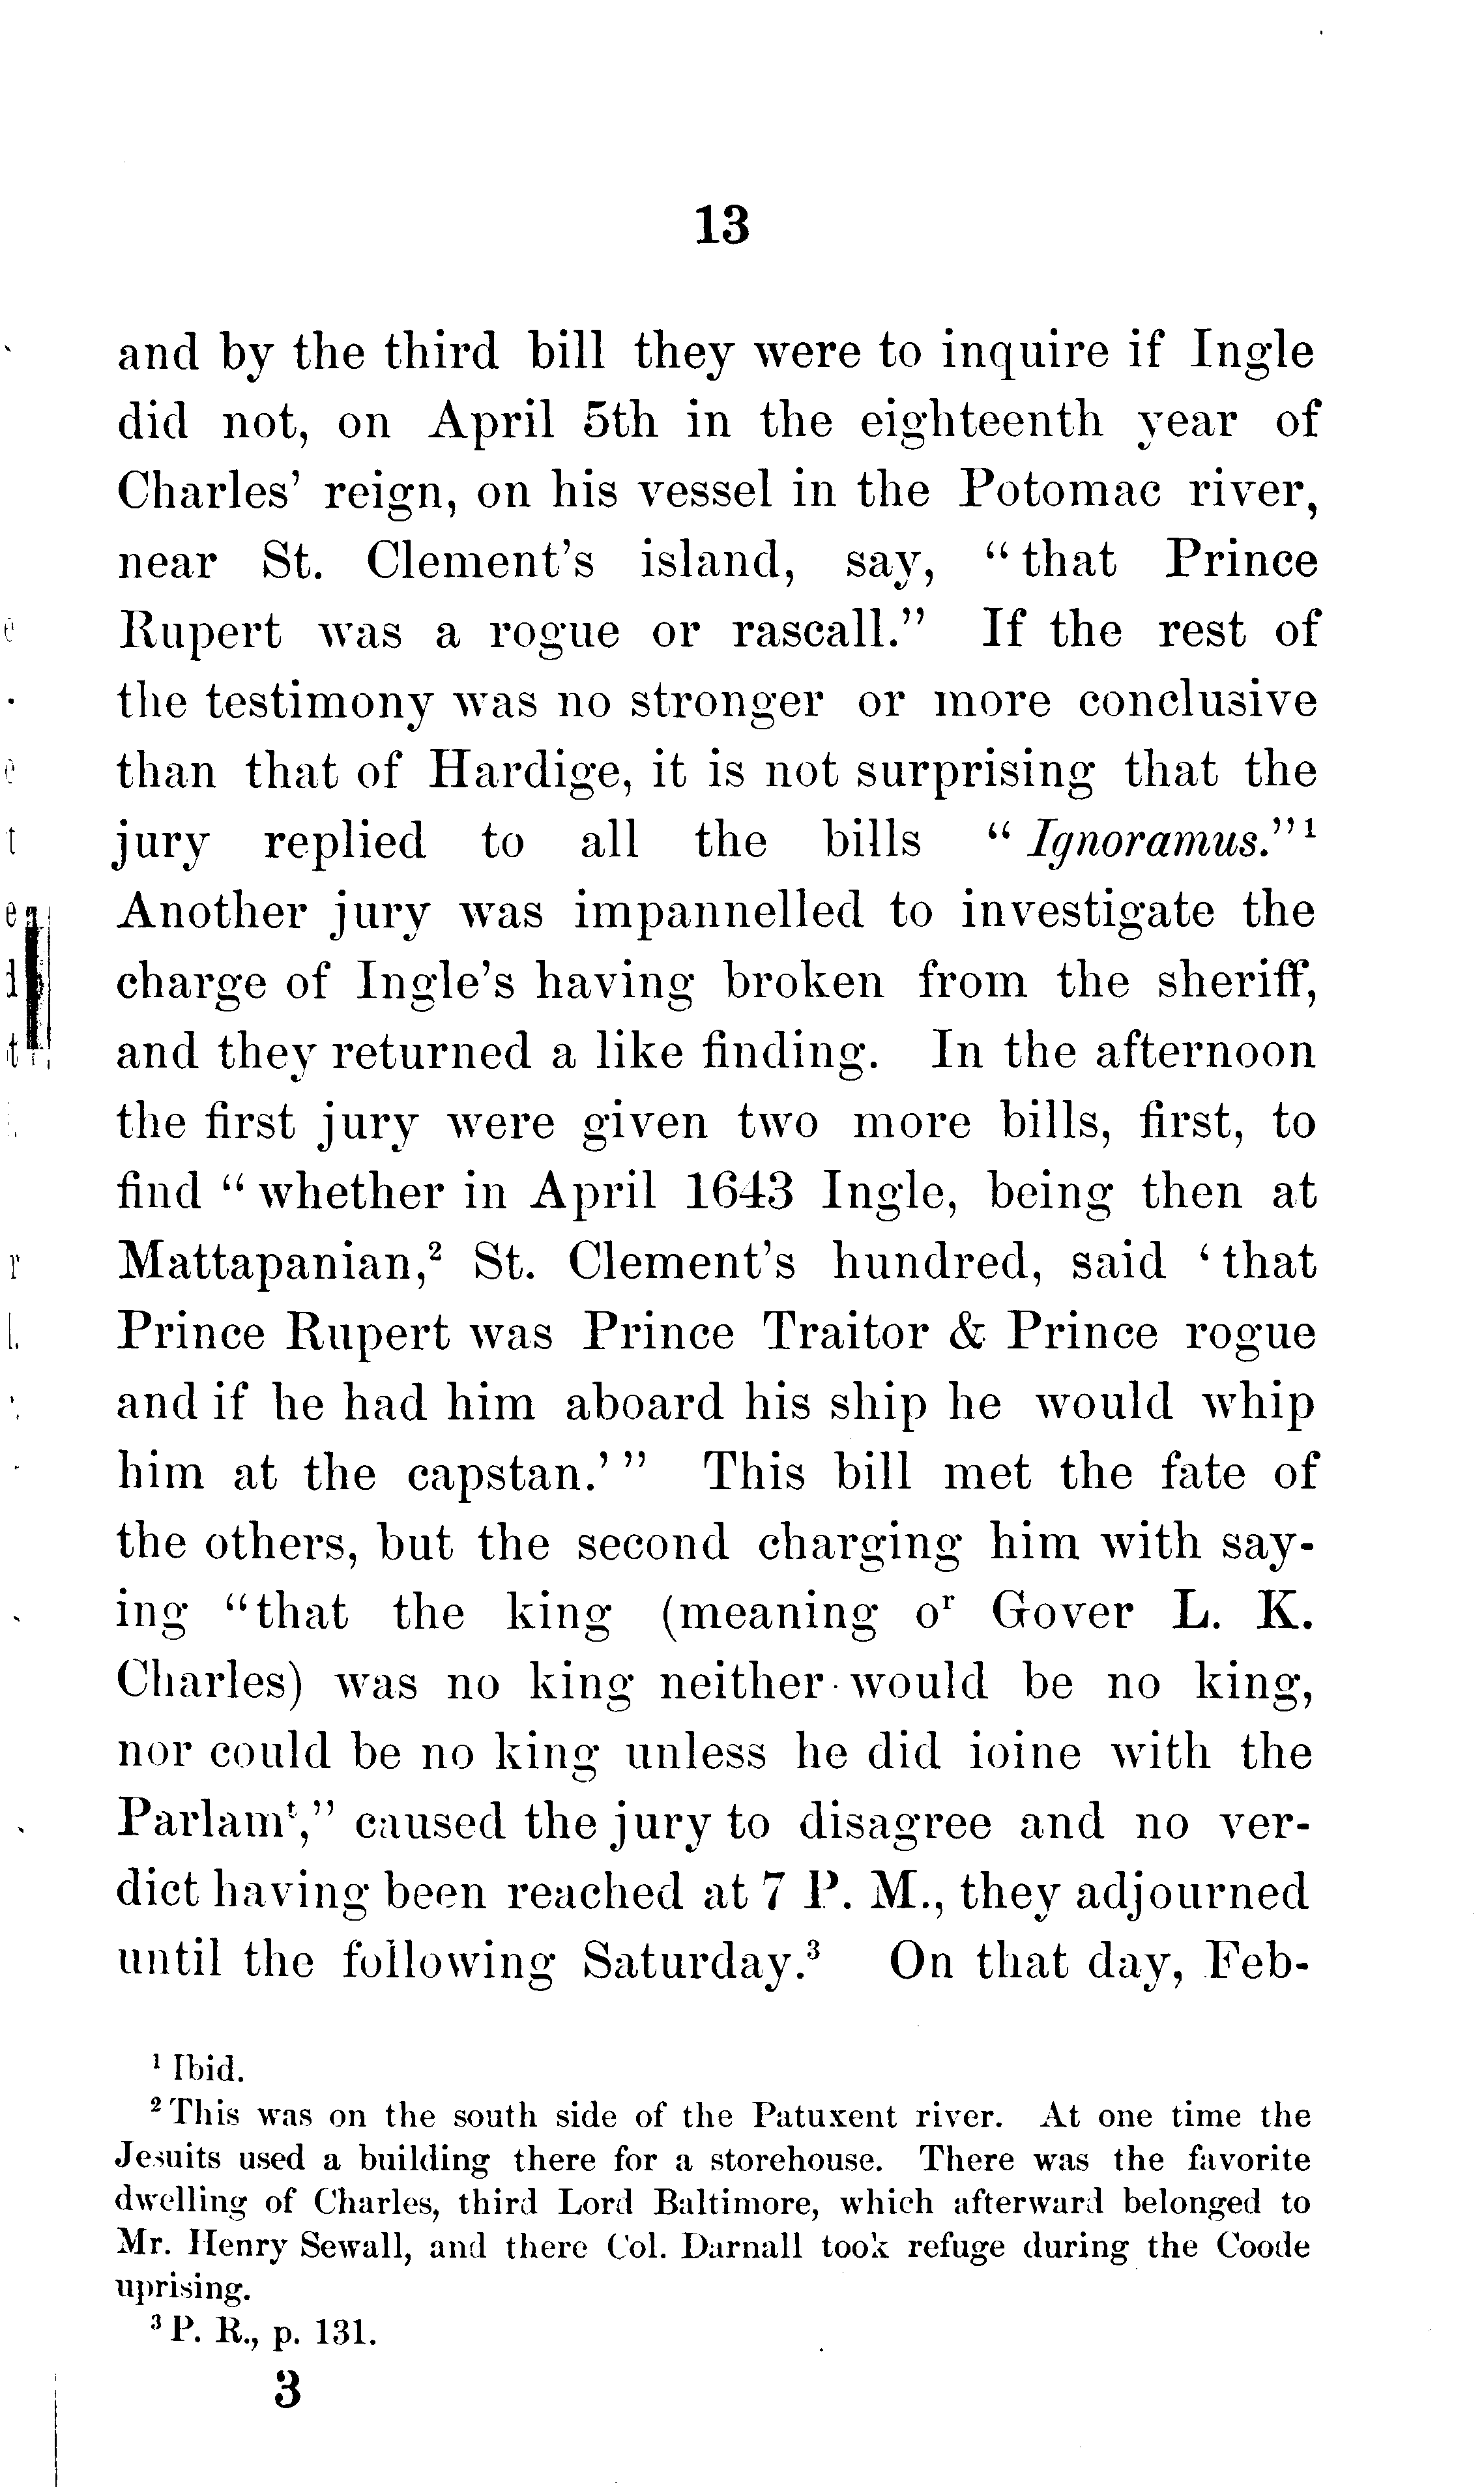 13
and by the third bill they were to inquire if Ingle
did not, on April 5th in the eighteenth year of
Charles' reign, on his vessel in the Potomac river,
near St. Clement's island, say, “that Prince
Rupert was a rogue or rascall.” If the rest of
the testimony was no stronger or more conclusive
than that of Hardige, it is not surprising that the
jury replied to all the bills “Ignoramus.”¹
Another jury was impannelled to investigate the
charge of Ingle's having broken from the sheriff,
and they returned a like finding. In the afternoon
the first jury were given two more bills, first, to
find “whether in April 1643 Ingle, being then at
Mattapanian,² St. Clement's hundred, said ‘that
Prince Rupert was Prince Traitor & Prince rogue
and if he had him aboard his ship he would whip
him at the capstan.’” This bill met the fate of
the others, but the second charging him with say-
ing “that the king (meaning oʳ Gover L. K.
Charles) was no king neither would be no king,
nor could be no king unless he did ioine with the
Parlamᵗ,” caused the jury to disagree and no ver-
dict having been reached at 7 P. M., they adjourned
until the following Saturday.³ On that day, Feb-
¹ Ibid.
² This was on the south side of the Patuxent river. At one time the
Jesuits used a building there for a storehouse. There was the favorite
dwelling of Charles, third Lord Baltimore, which afterward belonged to
Mr. Henry Sewall, and there Col. Darnall took refuge during the Coode
uprising.
³ P. R., p. 131.
3